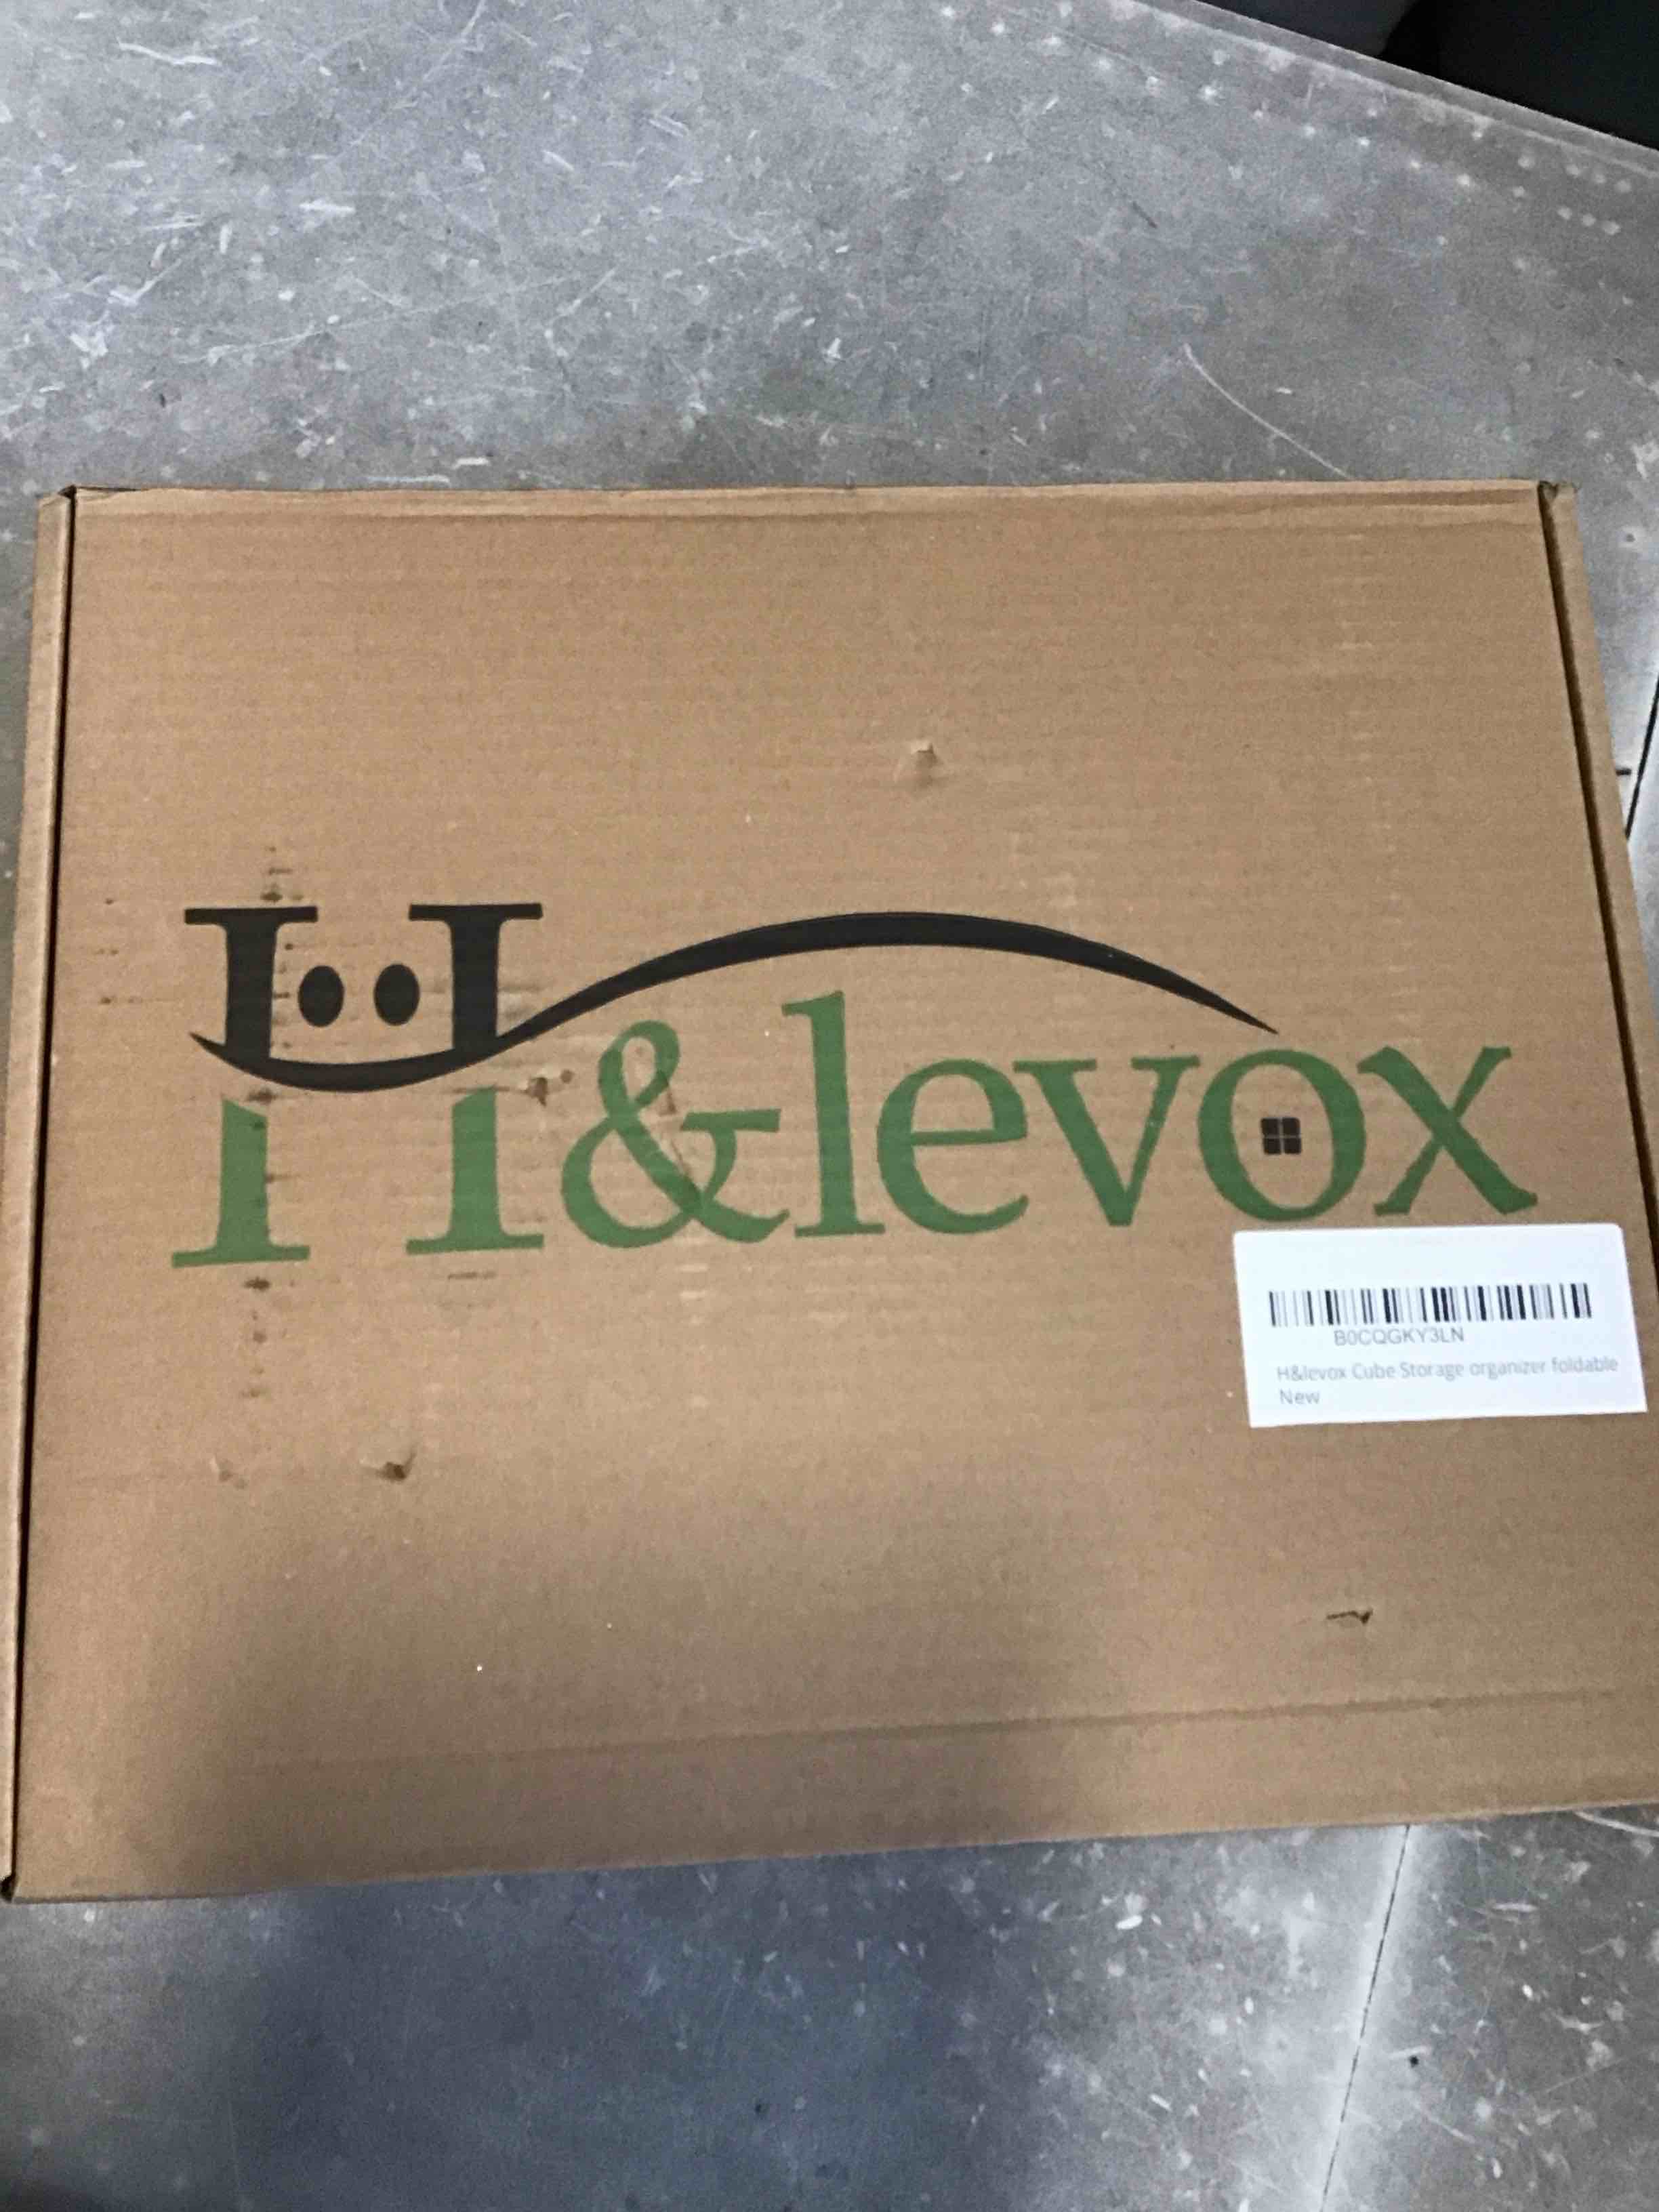 H&levox
B0CQGKY3LN
H&levox Cube Storage organizer foldable
New